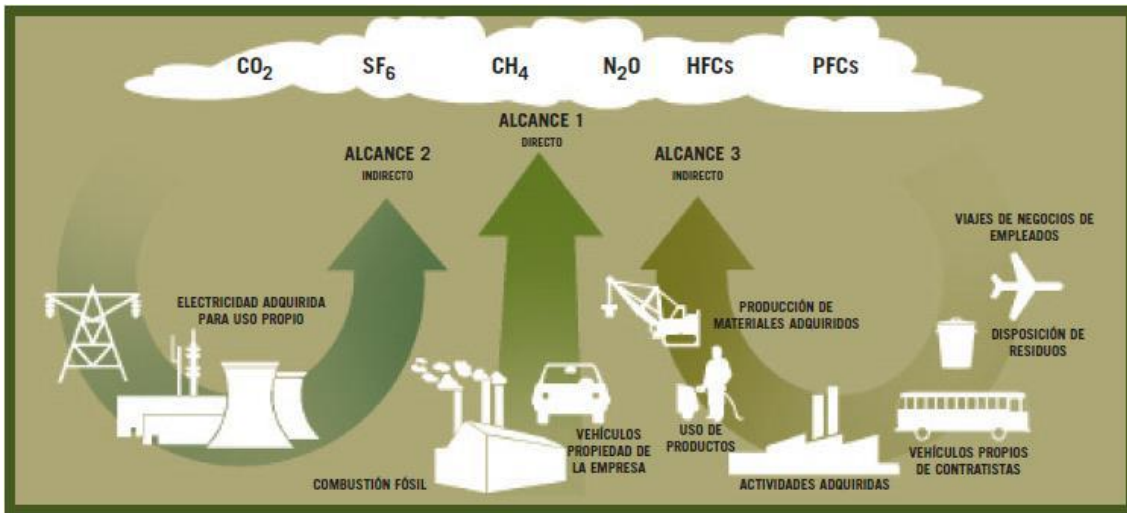 CO2 SF6 CH4 N2O HFCs PFCs
ALCANCE 1
DIRECTO
ALCANCE 2
INDIRECTO
ALCANCE 3
INDIRECTO
VIAJES DE NEGOCIOS DE
EMPLEADOS
ELECTRICIDAD ADQUIRIDA
PARA USO PROPIO
PRODUCCIÓN DE
MATERIALES ADQUIRIDOS
DISPOSICIÓN DE
RESIDUOS
COMBUSTIÓN FÓSIL
VEHÍCULOS
PROPIEDAD DE
LA EMPRESA
USO DE
PRODUCTOS
ACTIVIDADES ADQUIRIDAS
VEHÍCULOS PROPIOS
DE CONTRATISTAS